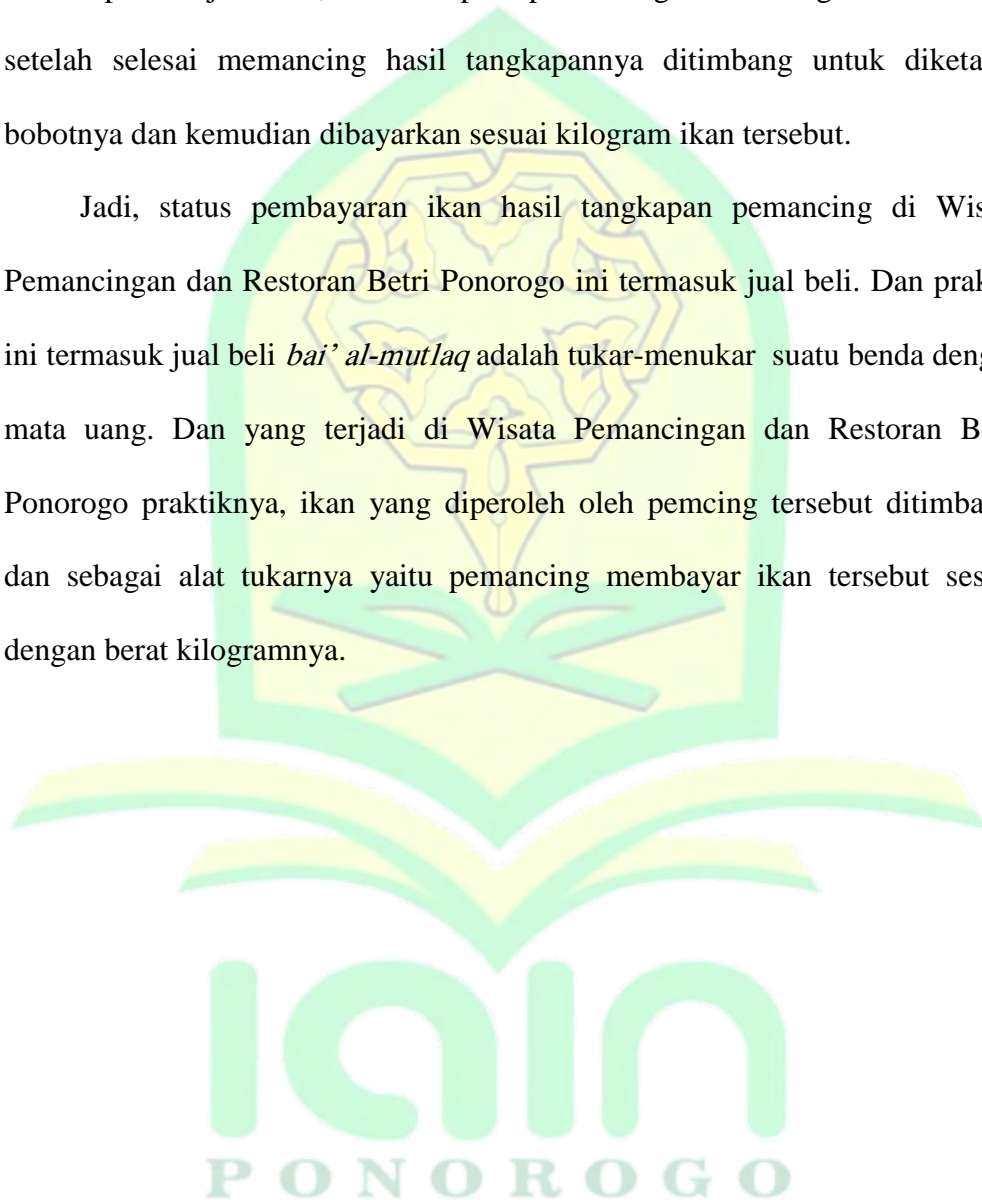 setelah selesai memancing hasil tangkapannya ditimbang untuk diketa
bobotnya dan kemudian dibayarkan sesuai kilogram ikan tersebut.
Jadi, status pembayaran ikan hasil tangkapan pemancing di Wis
Pemancingan dan Restoran Betri Ponorogo ini termasuk jual beli. Dan prak
ini termasuk jual beli bai’ al-mutlaq adalah tukar-menukar suatu benda deng
mata uang. Dan yang terjadi di Wisata Pemancingan dan Restoran B
Ponorogo praktiknya, ikan yang diperoleh oleh pemcing tersebut ditimba
dan sebagai alat tukarnya yaitu pemancing membayar ikan tersebut ses
dengan berat kilogramnya.
iain
PONOROGO